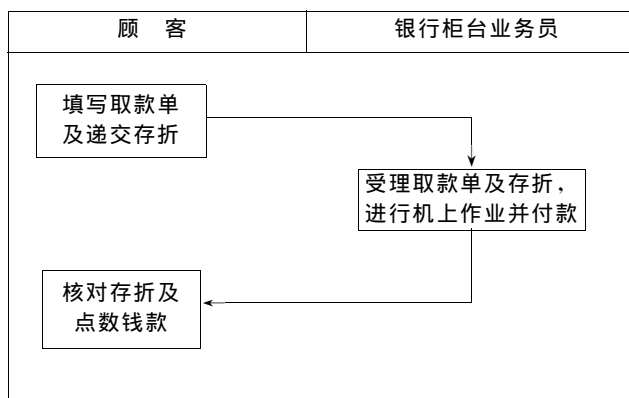 顾 客
银行柜台业务员
填写取款单
及递交存折
受理取款单及存折，
进行机上作业并付款
核对存折及
点数钱款